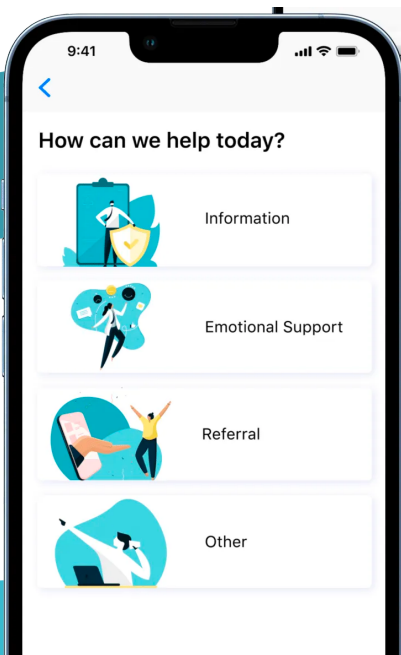 9:41
How can we help today?
Information
Emotional Support
Referral
Other